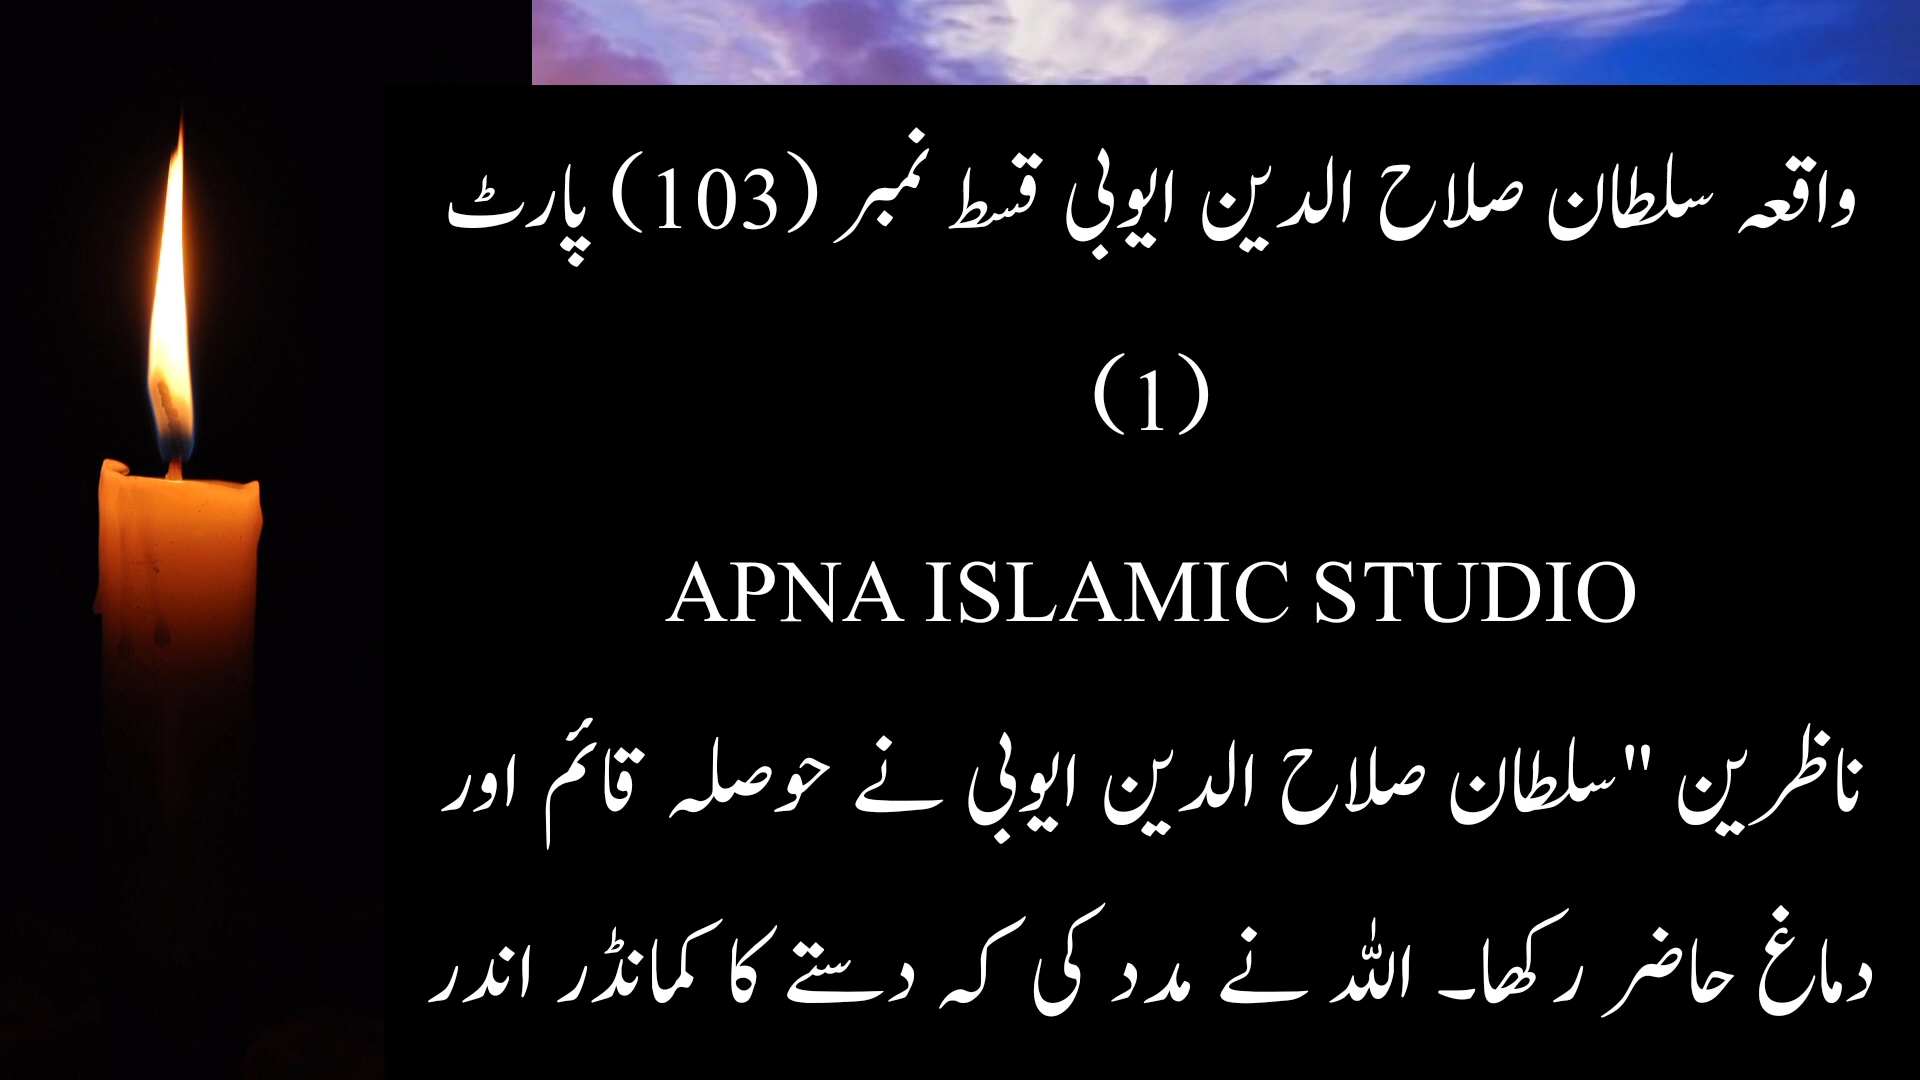 واقعہ سلطان صلاح الدین ایوبی قسط نمبر (103) پارٹ
(1)
APNA ISLAMIC STUDIO
ناظرین "سلطان صلاح الدین ایوبی نے حوصلہ قائم اور
دماغ حاضر رکھا۔ اللہ نے مدد کی کہ دستے کا کمانڈر اندر